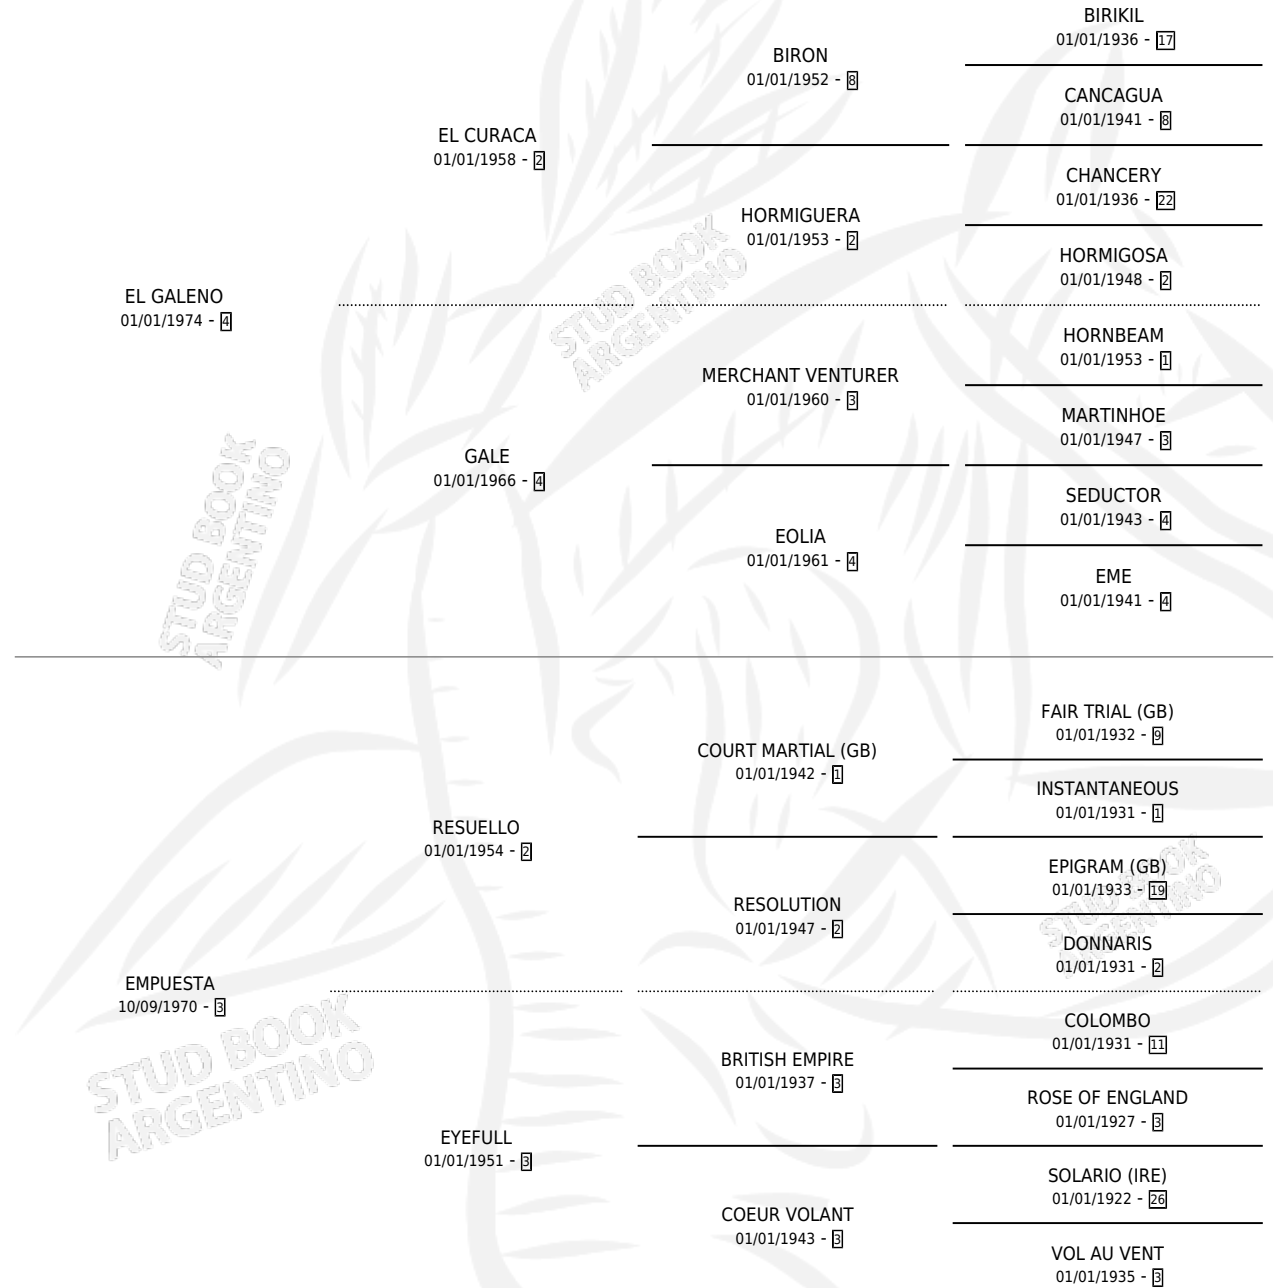 BIRIKIL
01/01/1936 - 17
BIRON
01/01/1952 - 8
CANCAGUA
01/01/1941 - 8
EL CURACA
01/01/1958 - 2
CHANCERY
01/01/1936 - 22
HORMIGUERA
01/01/1953 - 2
HORMIGOSA
01/01/1948 - 2
EL GALENO
01/01/1974 - 4
HORNBEAM
01/01/1953 - 1
MERCHANT VENTURER
01/01/1960 - 3
MARTINHOE
01/01/1947 - 3
GALE
01/01/1966 - 4
SEDUCTOR
01/01/1943 - 4
EOLIA
01/01/1961 - 4
EME
01/01/1941 - 4
STUD BOOK
ARGENTINO
STUD BOOK
ARGENTINO
FAIR TRIAL (GB)
01/01/1932 - 9
COURT MARTIAL (GB)
01/01/1942 - 1
INSTANTANEOUS
01/01/1931 - 1
RESUELLO
01/01/1954 - 2
EPIGRAM (GB)
01/01/1933 - 19
RESOLUTION
01/01/1947 - 2
DONNARIS
01/01/1931 - 2
EMPUESTA
10/09/1970 - 3
COLOMBO
01/01/1931 - 11
BRITISH EMPIRE
01/01/1937 - 3
ROSE OF ENGLAND
01/01/1927 - 3
EYEFULL
01/01/1951 - 3
SOLARIO (IRE)
01/01/1922 - 26
COEUR VOLANT
01/01/1943 - 3
VOL AU VENT
01/01/1935 - 3
STUD BOOK
ARGENTINO
STUD BOOK
ARGENTINO